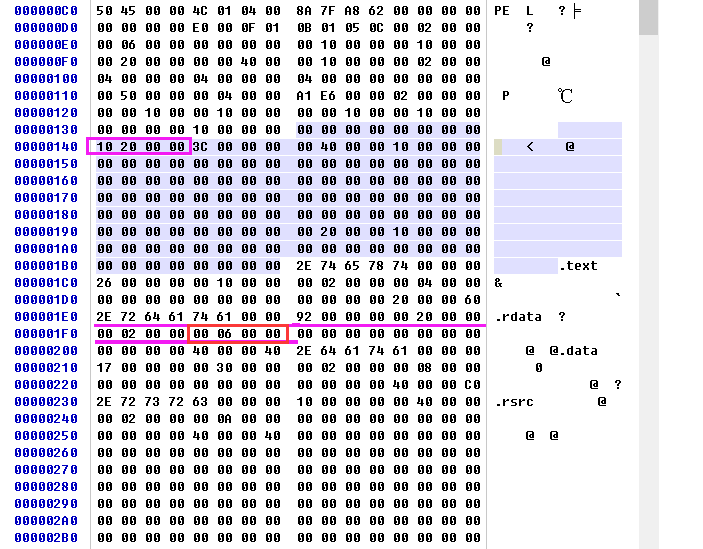 000000C0 50 45 00 00 4C 01 04 00 8A 7F A8 62 00 00 00 00 PE L ? ╞
000000D0 00 00 00 00 E0 00 0F 01 0B 01 05 0C 00 02 00 00 ?
000000E0 00 06 00 00 00 00 00 00 00 10 00 00 00 10 00 00
000000F0 00 20 00 00 00 00 40 00 00 10 00 00 00 02 00 00 @
00000100 04 00 00 00 04 00 00 00 04 00 00 00 00 00 00 00
00000110 00 50 00 00 00 04 00 00 A1 E6 00 00 02 00 00 00 P ℃
00000120 00 00 10 00 00 10 00 00 00 00 10 00 00 10 00 00
00000130 00 00 00 00 10 00 00 00 00 00 00 00 00 00 00 00
00000140 10 20 00 00 3C 00 00 00 00 40 00 00 10 00 00 00 < @
00000150 00 00 00 00 00 00 00 00 00 00 00 00 00 00 00 00
00000160 00 00 00 00 00 00 00 00 00 00 00 00 00 00 00 00
00000170 00 00 00 00 00 00 00 00 00 00 00 00 00 00 00 00
00000180 00 00 00 00 00 00 00 00 00 00 00 00 00 00 00 00
00000190 00 00 00 00 00 00 00 00 00 20 00 00 10 00 00 00
000001A0 00 00 00 00 00 00 00 00 00 00 00 00 00 00 00 00
000001B0 00 00 00 00 00 00 00 00 2E 74 65 78 74 00 00 00 .text
000001C0 26 00 00 00 00 10 00 00 00 02 00 00 00 04 00 00 &
000001D0 00 00 00 00 00 00 00 00 00 00 00 00 20 00 00 60 `
000001E0 2E 72 64 61 74 61 00 00 92 00 00 00 00 20 00 00 .rdata ?
000001F0 00 02 00 00 00 06 00 00 00 00 00 00 00 00 00 00
00000200 00 00 00 00 40 00 00 40 2E 64 61 74 61 00 00 00 @ @.data
00000210 17 00 00 00 00 30 00 00 00 02 00 00 00 08 00 00 0
00000220 00 00 00 00 00 00 00 00 00 00 00 00 40 00 00 C0 @ ?
00000230 2E 72 73 72 63 00 00 00 10 00 00 00 00 40 00 00 .rsrc @
00000240 00 02 00 00 00 0A 00 00 00 00 00 00 00 00 00 00
00000250 00 00 00 00 40 00 00 40 00 00 00 00 00 00 00 00 @ @
00000260 00 00 00 00 00 00 00 00 00 00 00 00 00 00 00 00
00000270 00 00 00 00 00 00 00 00 00 00 00 00 00 00 00 00
00000280 00 00 00 00 00 00 00 00 00 00 00 00 00 00 00 00
00000290 00 00 00 00 00 00 00 00 00 00 00 00 00 00 00 00
000002A0 00 00 00 00 00 00 00 00 00 00 00 00 00 00 00 00
000002B0 00 00 00 00 00 00 00 00 00 00 00 00 00 00 00 00